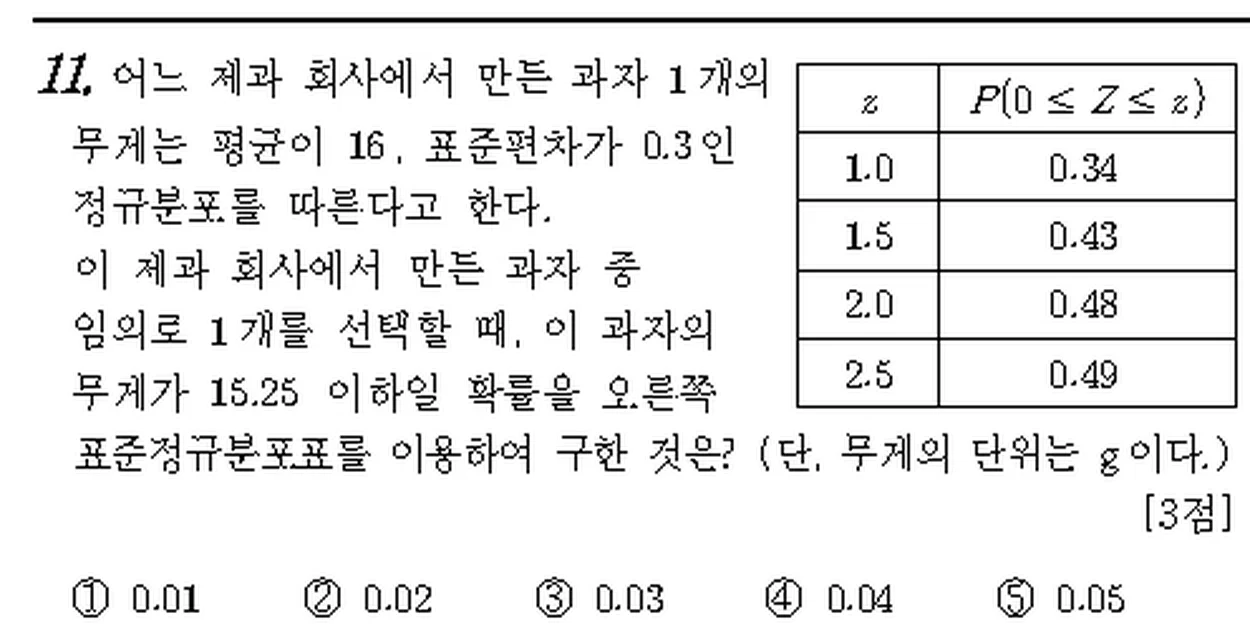 11. 어느 제과 회사에서 만든 과자 1개의
무게는 평균이 16, 표준편차가 0.3인
정규분포를 따른다고 한다.
이 제과 회사에서 만든 과자 중
임의로 1개를 선택할 때, 이 과자의
무게가 15.25 이하일 확률을 오른쪽
표준정규분포표를 이용하여 구한 것은? (단, 무게의 단위는 g이다.)
[3점]
z P(0 ≤ Z ≤ z)
1.0 0.34
1.5 0.43
2.0 0.48
2.5 0.49
① 0.01 ② 0.02 ③ 0.03 ④ 0.04 ⑤ 0.05